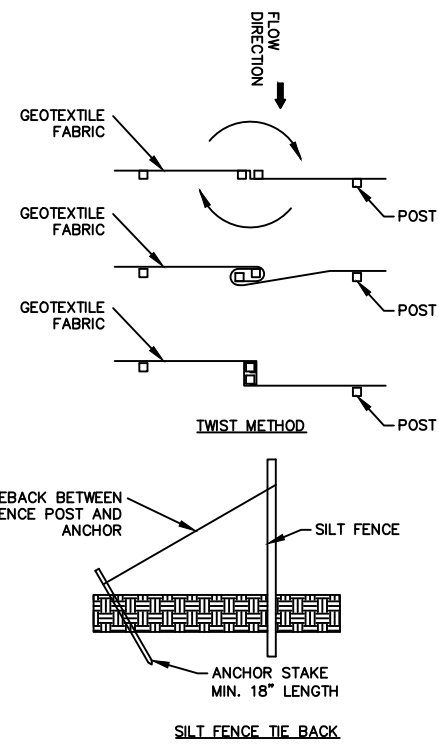 FLOW
DIRECTION
GEOTEXTILE
FABRIC
POST
GEOTEXTILE
FABRIC
POST
GEOTEXTILE
FABRIC
POST
TWIST METHOD
EBACK BETWEEN
ENCE POST AND
ANCHOR
SILT FENCE
ANCHOR STAKE
MIN. 18" LENGTH
SILT FENCE TIE BACK